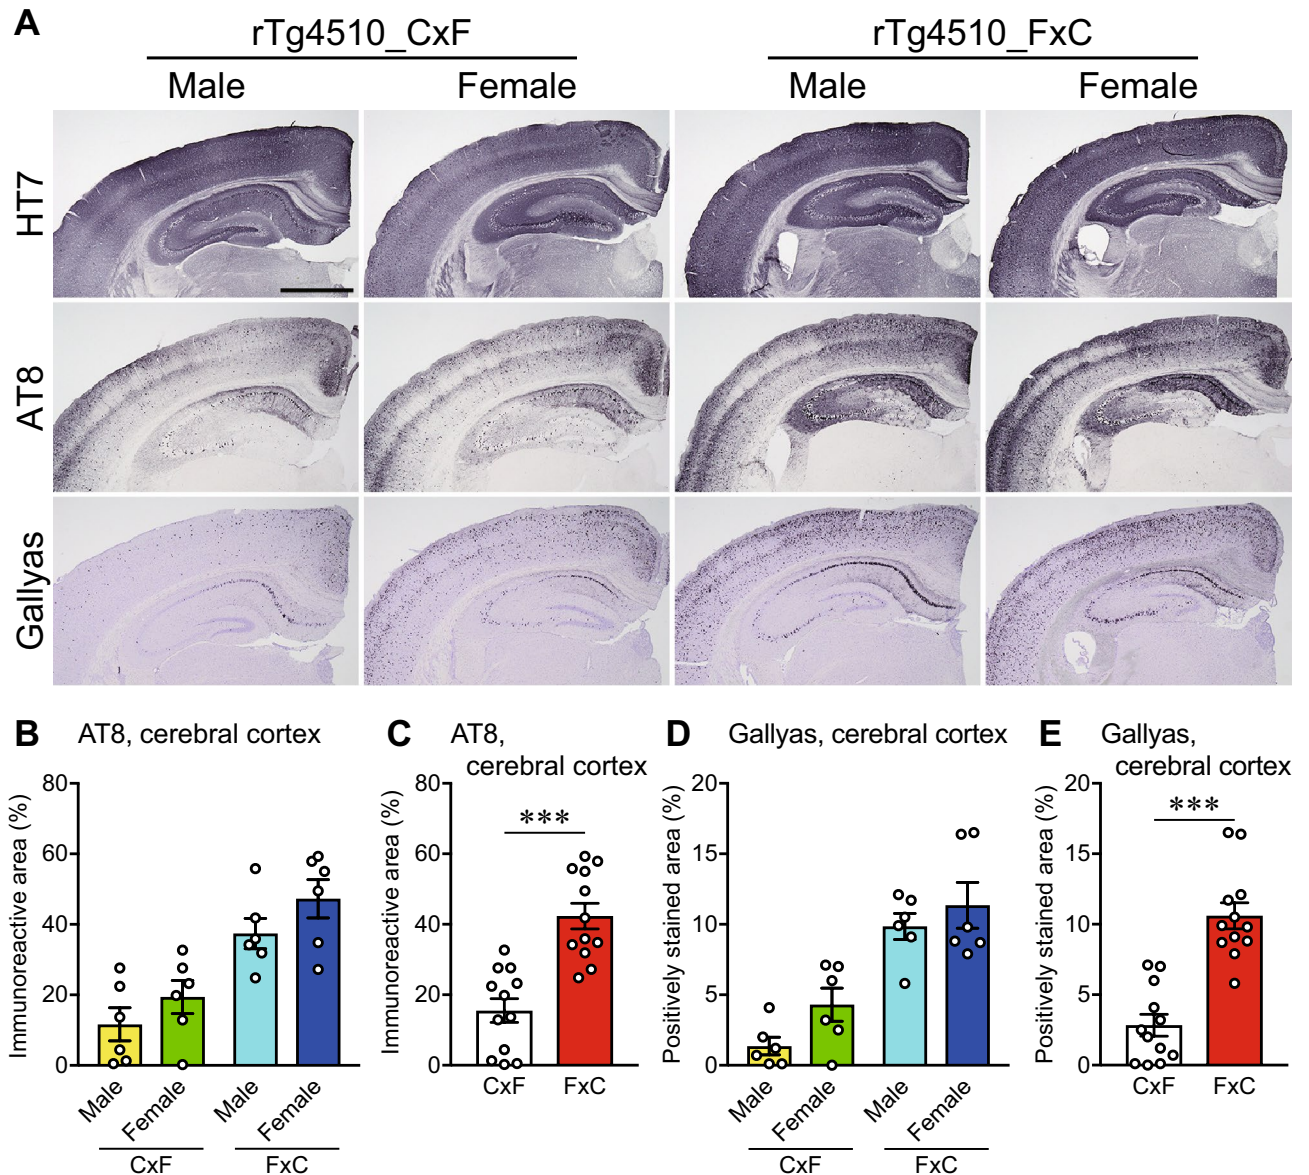 A
rTg4510_CxF
rTg4510_FxC
Male
Female
Male
Female
HT7
AT8
Gallyas
B
AT8, cerebral cortex
Immunoreactive area (%)
80
60
40
20
0
Male
Female
Male
Female
CxF
FxC
C
AT8,
cerebral cortex
Immunoreactive area (%)
80
60
40
20
0
***
CxF
FxC
D
Gallyas, cerebral cortex
Positively stained area (%)
20
15
10
5
0
Male
Female
Male
Female
CxF
FxC
E
Gallyas,
cerebral cortex
Positively stained area (%)
20
15
10
5
0
***
CxF
FxC